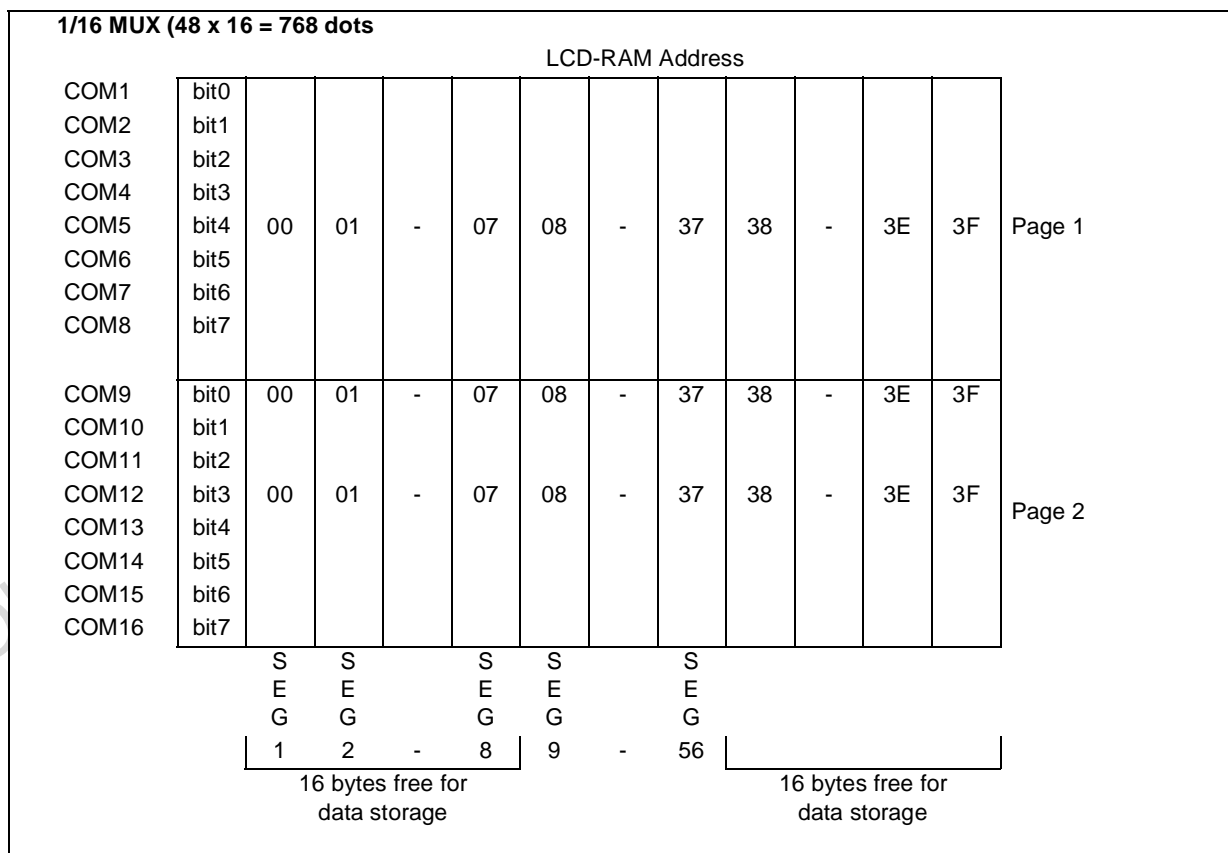 1/16 MUX (48 x 16 = 768 dots
LCD-RAM Address
COM1 bit0
COM2 bit1
COM3 bit2
COM4 bit3
COM5 bit4 00 01 - 07 08 - 37 38 - 3E 3F Page 1
COM6 bit5
COM7 bit6
COM8 bit7
COM9 bit0 00 01 - 07 08 - 37 38 - 3E 3F
COM10 bit1
COM11 bit2
COM12 bit3 00 01 - 07 08 - 37 38 - 3E 3F
Page 2
COM13 bit4
COM14 bit5
COM15 bit6
COM16 bit7
S S S S S
E E E E E
G G G G G
1 2 - 8 9 - 56
16 bytes free for 16 bytes free for
data storage data storage